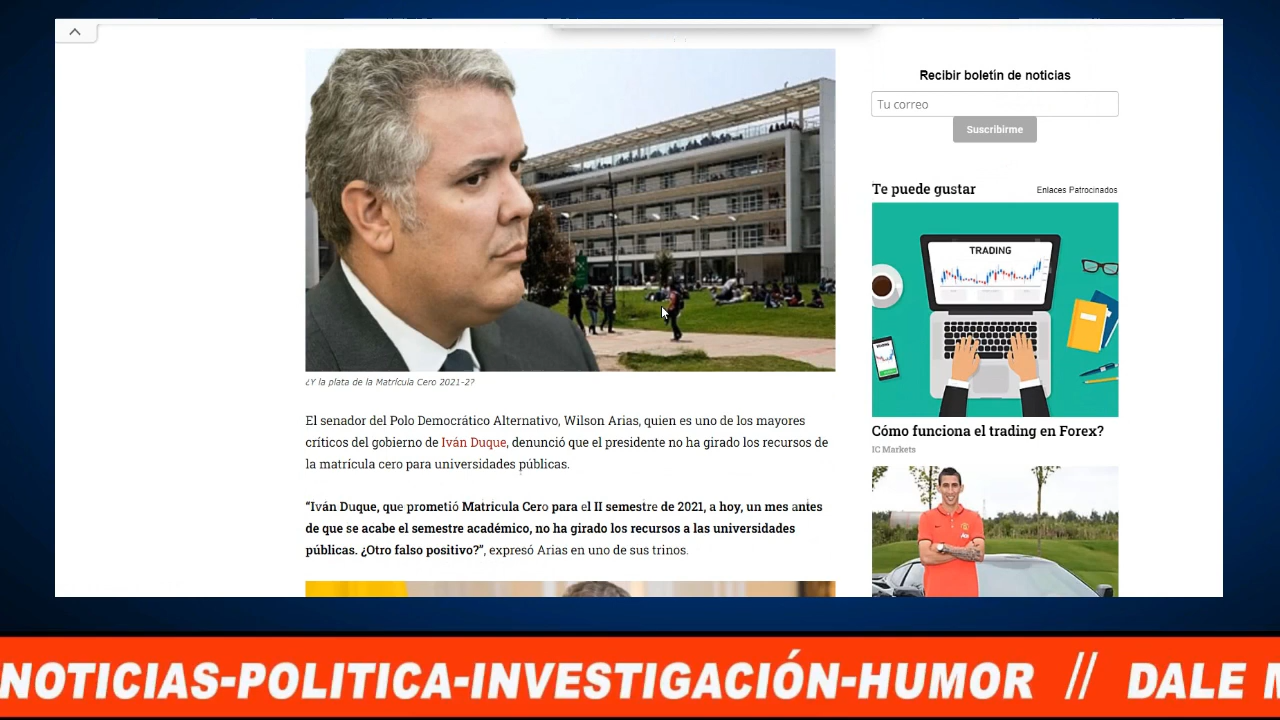 Recibir boletín de noticias
Tu correo
Suscribirme
Te puede gustar
Enlaces Patrocinados
TRADING
¿Y la plata de la Matrícula Cero 2021-2?
El senador del Polo Democrático Alternativo, Wilson Arias, quien es uno de los mayores
críticos del gobierno de Iván Duque, denunció que el presidente no ha girado los recursos de
la matrícula cero para universidades públicas.
“Iván Duque, que prometió Matricula Cero para el II semestre de 2021, a hoy, un mes antes
de que se acabe el semestre académico, no ha girado los recursos a las universidades
públicas. ¿Otro falso positivo?”, expresó Arias en uno de sus trinos.
Cómo funciona el trading en Forex?
IC Markets
NOTICIAS-POLITICA-INVESTIGACIÓN-HUMOR // DALE M